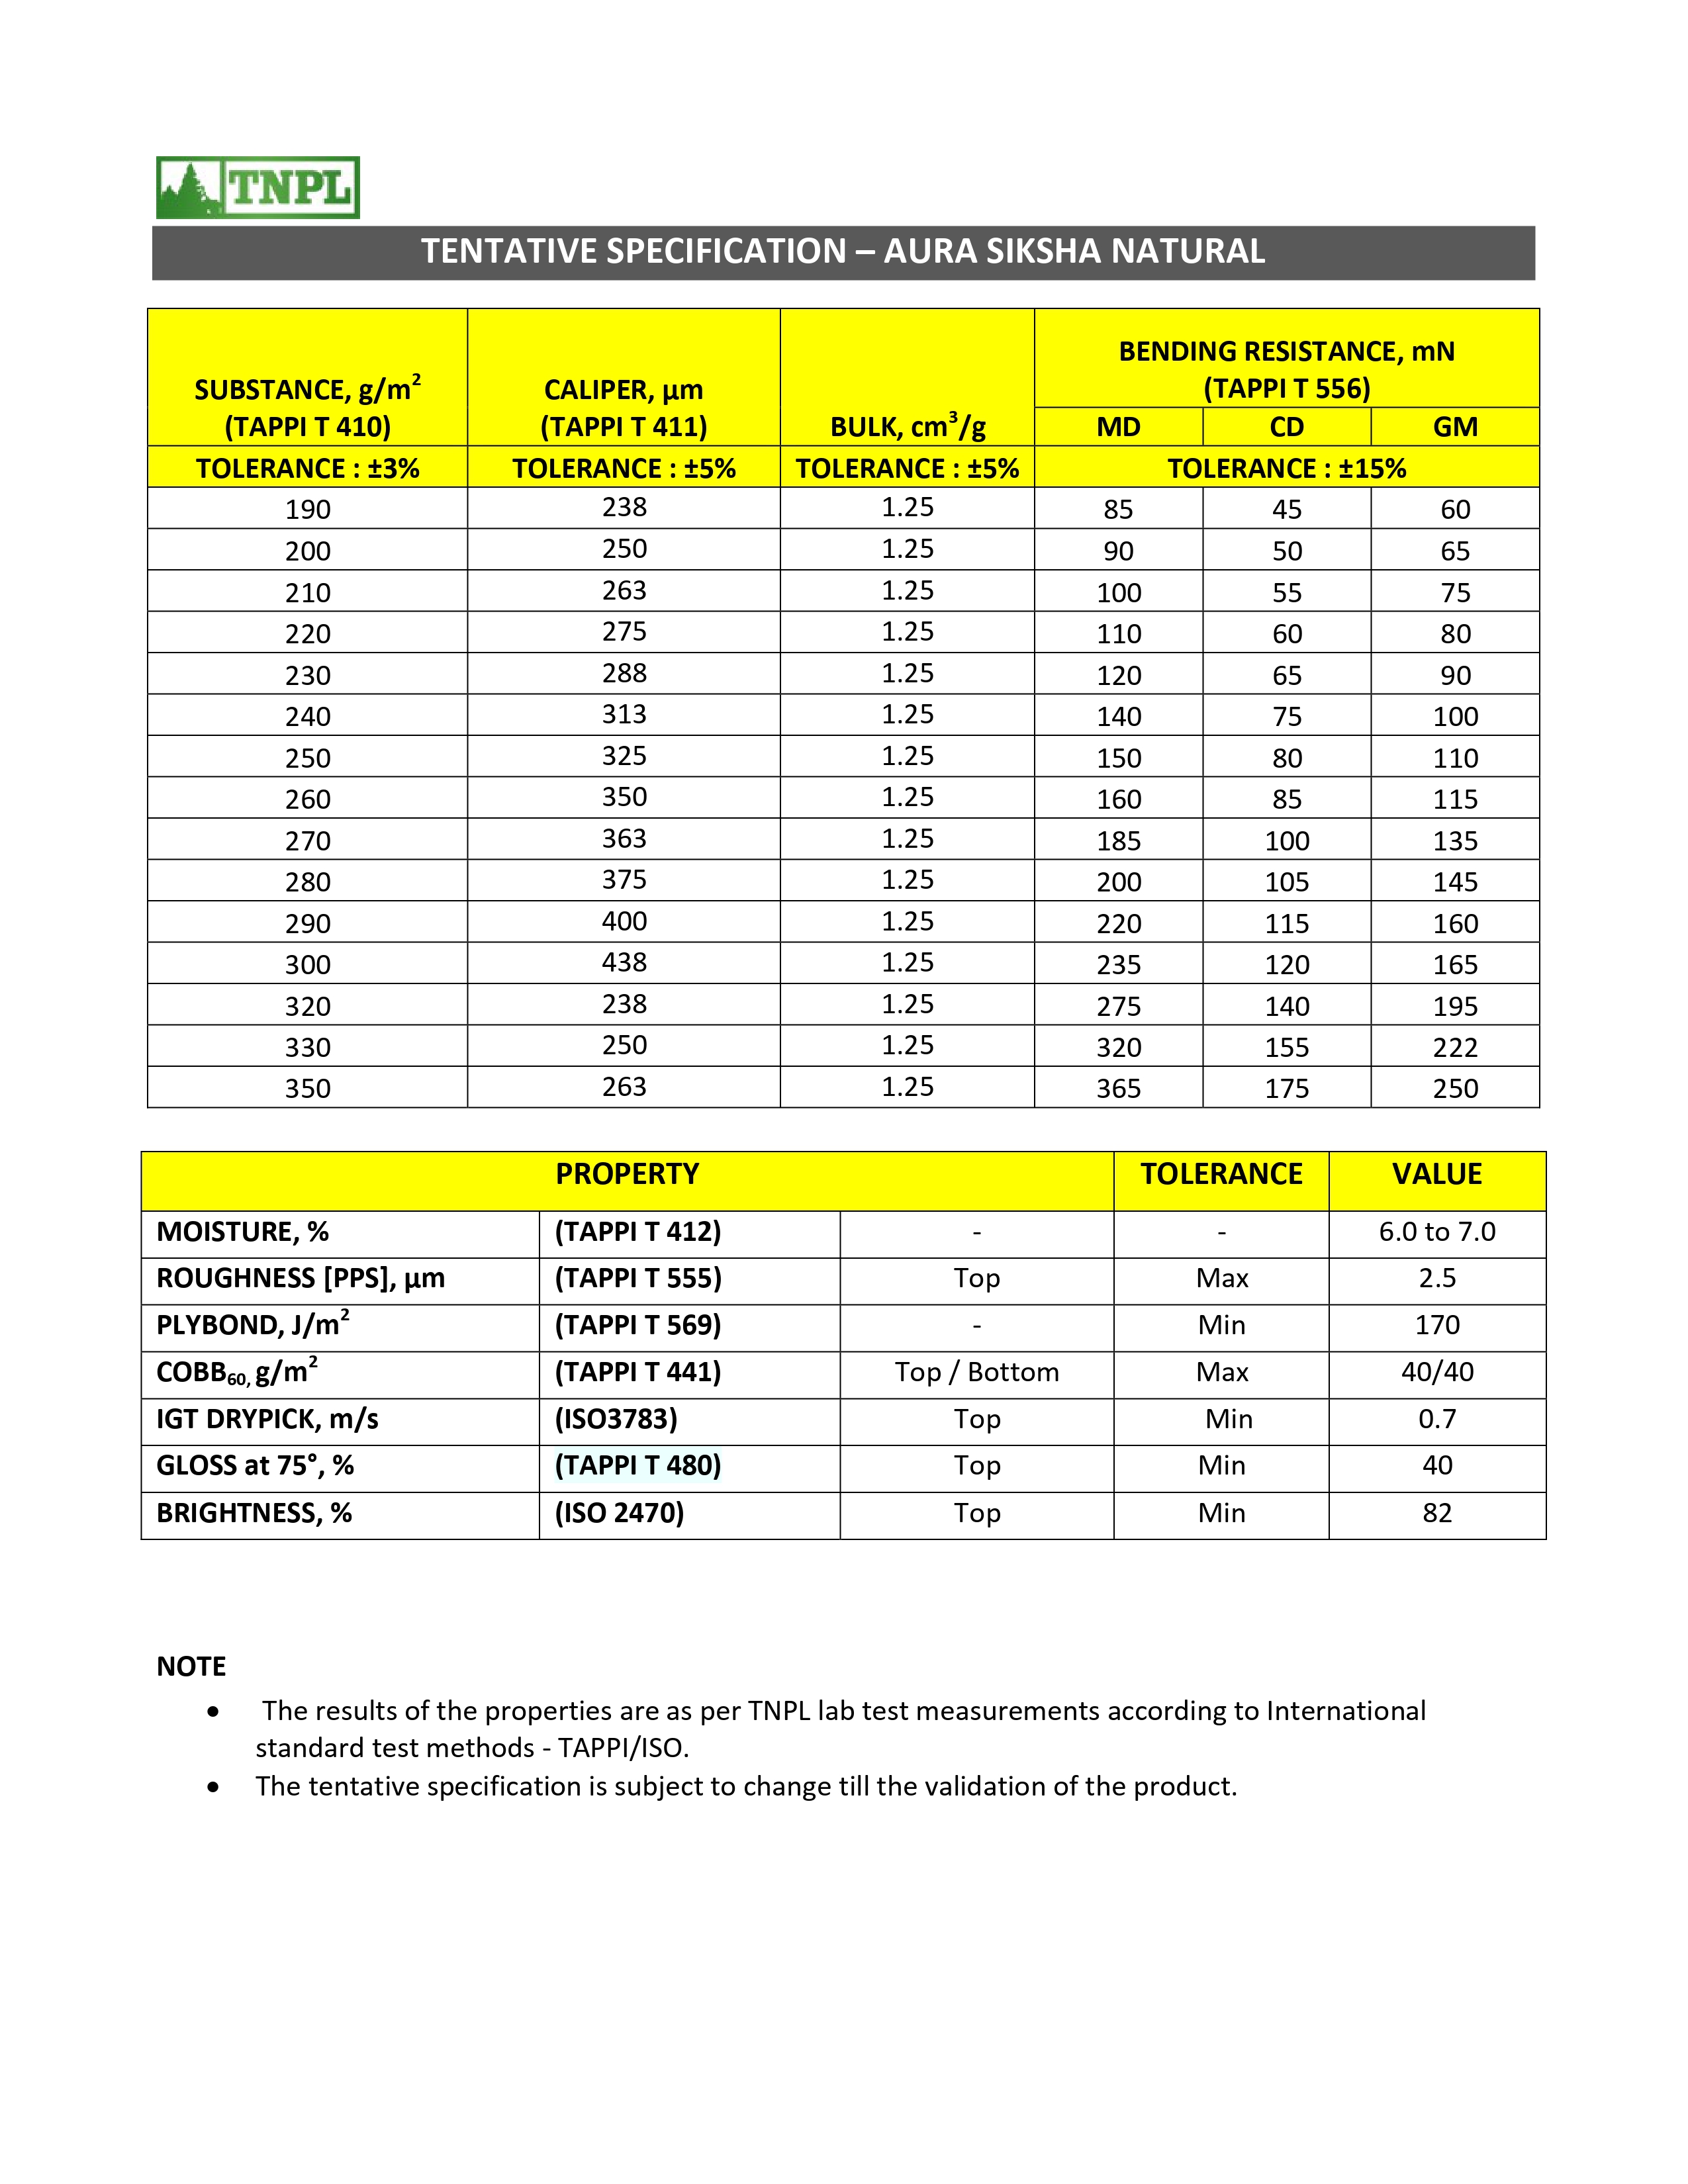 TNPL
TENTATIVE SPECIFICATION – AURA SIKSHA NATURAL
SUBSTANCE, g/m² (TAPPI T 410) CALIPER, µm (TAPPI T 411) BULK, cm³/g BENDING RESISTANCE, mN (TAPPI T 556)
MD CD GM
TOLERANCE : ±3% TOLERANCE : ±5% TOLERANCE : ±5% TOLERANCE : ±15%
190 238 1.25 85 45 60
200 250 1.25 90 50 65
210 263 1.25 100 55 75
220 275 1.25 110 60 80
230 288 1.25 120 65 90
240 313 1.25 140 75 100
250 325 1.25 150 80 110
260 350 1.25 160 85 115
270 363 1.25 185 100 135
280 375 1.25 200 105 145
290 400 1.25 220 115 160
300 438 1.25 235 120 165
320 238 1.25 275 140 195
330 250 1.25 320 155 222
350 263 1.25 365 175 250
PROPERTY TOLERANCE VALUE
MOISTURE, % (TAPPI T 412) - - 6.0 to 7.0
ROUGHNESS [PPS], µm (TAPPI T 555) Top Max 2.5
PLYBOND, J/m² (TAPPI T 569) - Min 170
COBB₆₀, g/m² (TAPPI T 441) Top / Bottom Max 40/40
IGT DRYPICK, m/s (ISO3783) Top Min 0.7
GLOSS at 75°, % (TAPPI T 480) Top Min 40
BRIGHTNESS, % (ISO 2470) Top Min 82
NOTE
• The results of the properties are as per TNPL lab test measurements according to International
standard test methods - TAPPI/ISO.
• The tentative specification is subject to change till the validation of the product.